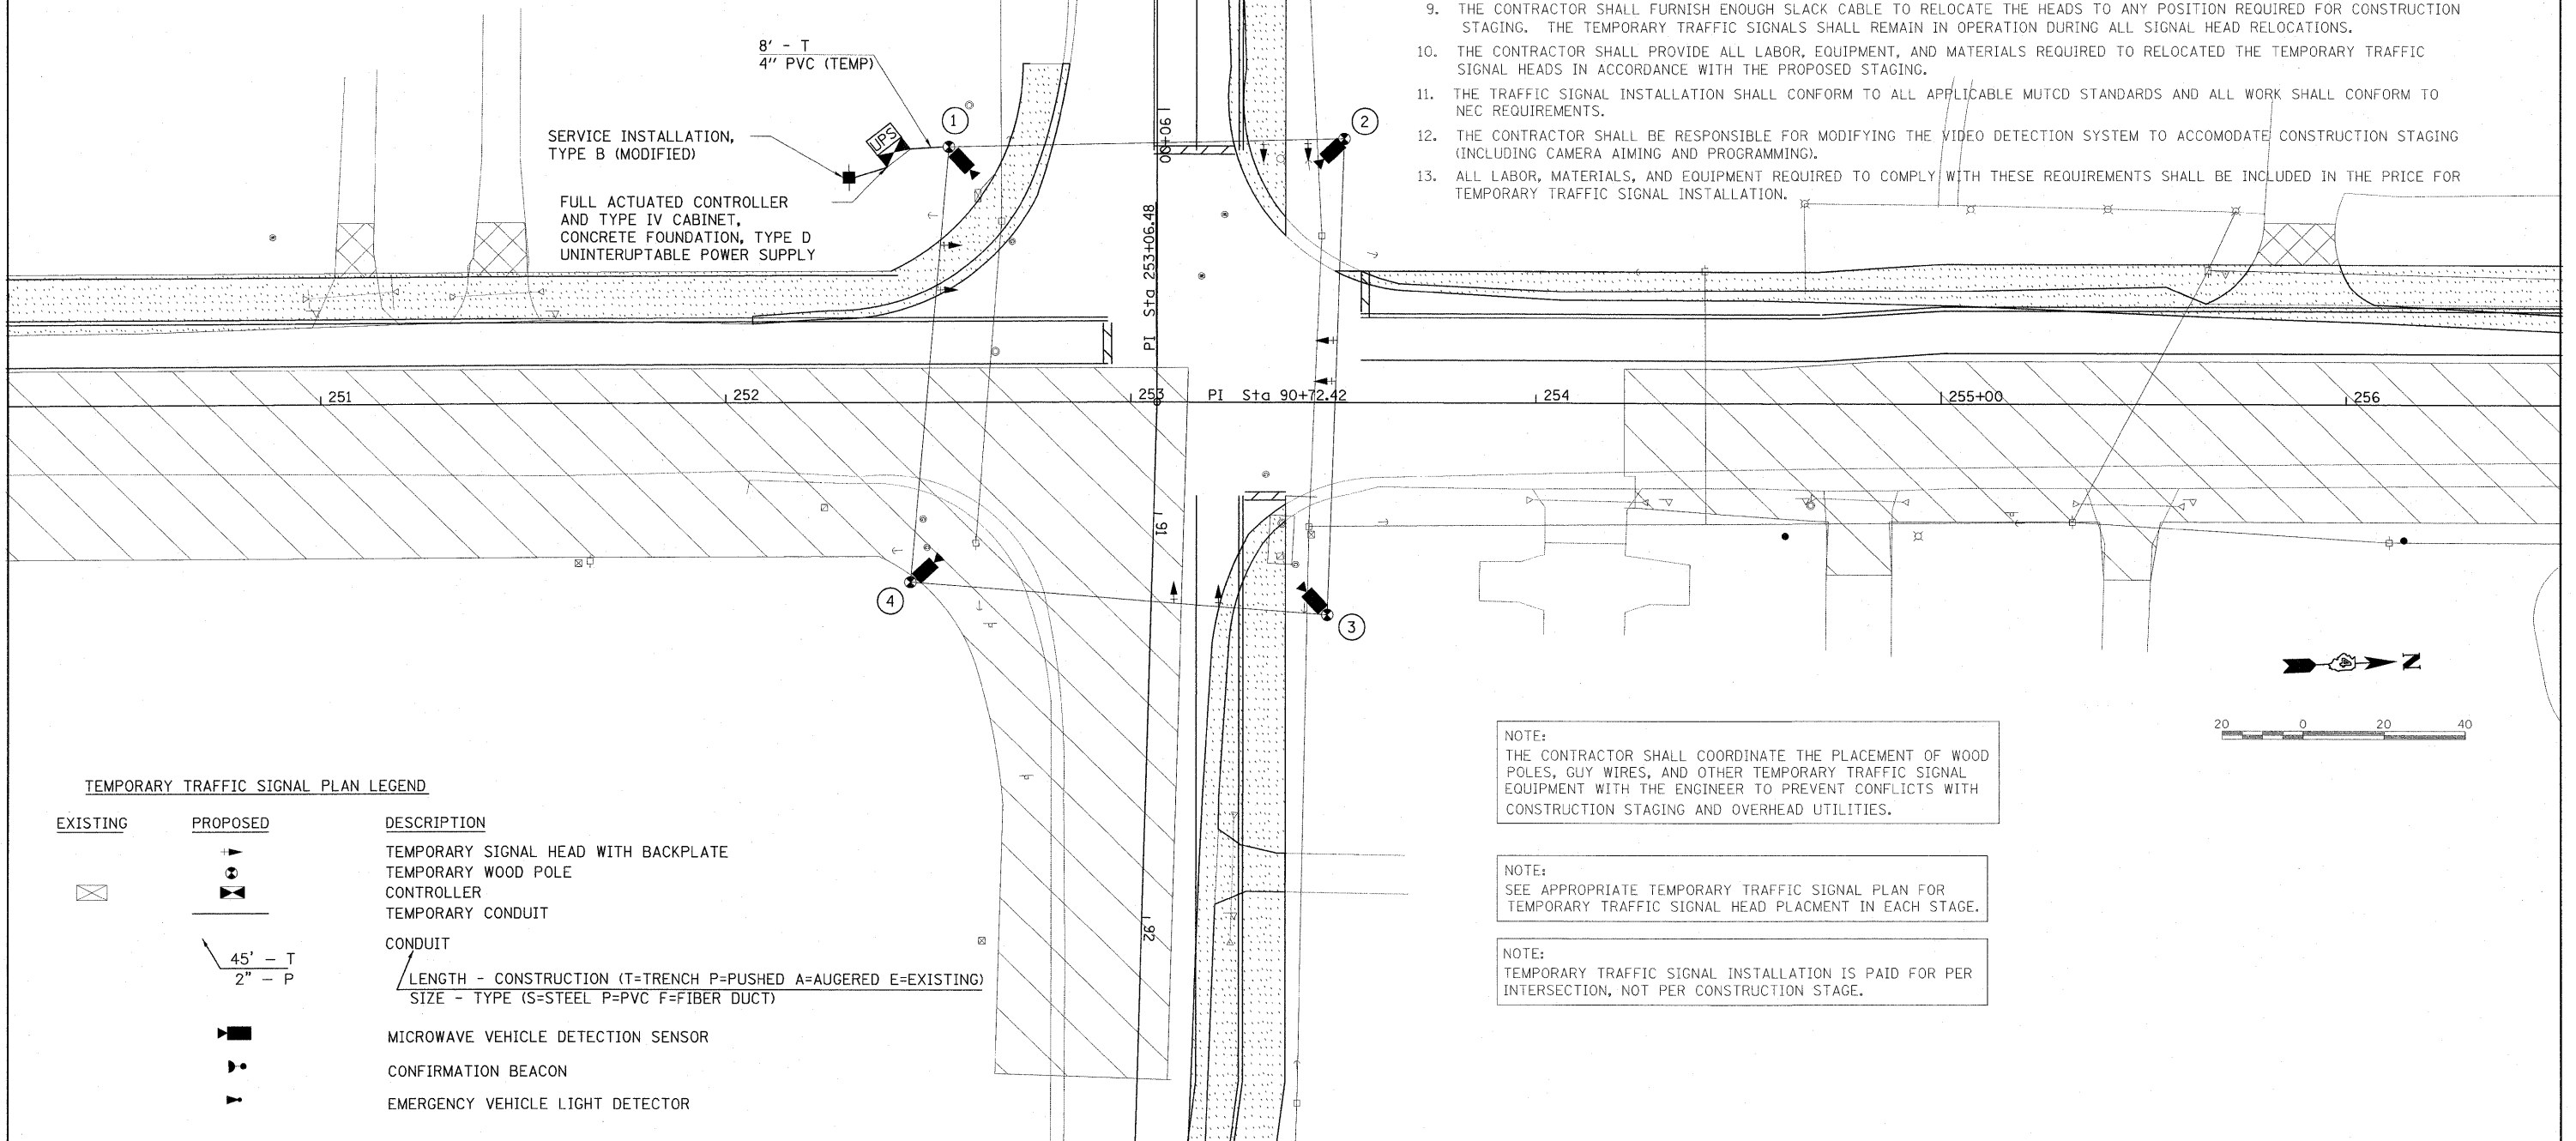 9. THE CONTRACTOR SHALL FURNISH ENOUGH SLACK CABLE TO RELOCATE THE HEADS TO ANY POSITION REQUIRED FOR CONSTRUCTION
STAGING. THE TEMPORARY TRAFFIC SIGNALS SHALL REMAIN IN OPERATION DURING ALL SIGNAL HEAD RELOCATIONS.
10. THE CONTRACTOR SHALL PROVIDE ALL LABOR, EQUIPMENT, AND MATERIALS REQUIRED TO RELOCATED THE TEMPORARY TRAFFIC
SIGNAL HEADS IN ACCORDANCE WITH THE PROPOSED STAGING.
11. THE TRAFFIC SIGNAL INSTALLATION SHALL CONFORM TO ALL APPLICABLE MUTCD STANDARDS AND ALL WORK SHALL CONFORM TO
NEC REQUIREMENTS.
12. THE CONTRACTOR SHALL BE RESPONSIBLE FOR MODIFYING THE VIDEO DETECTION SYSTEM TO ACCOMODATE CONSTRUCTION STAGING
(INCLUDING CAMERA AIMING AND PROGRAMMING).
13. ALL LABOR, MATERIALS, AND EQUIPMENT REQUIRED TO COMPLY WITH THESE REQUIREMENTS SHALL BE INCLUDED IN THE PRICE FOR
TEMPORARY TRAFFIC SIGNAL INSTALLATION.
8' - T
4" PVC (TEMP)
SERVICE INSTALLATION,
TYPE B (MODIFIED)
UPS
1
2
FULL ACTUATED CONTROLLER
AND TYPE IV CABINET,
CONCRETE FOUNDATION, TYPE D
UNINTERUPTABLE POWER SUPPLY
90+00
PI Sta 253+06.48
251
252
253
PI Sta 90+72.42
254
255+00
256
91
4
3
92
N
20 0 20 40
TEMPORARY TRAFFIC SIGNAL PLAN LEGEND
EXISTING PROPOSED DESCRIPTION
TEMPORARY SIGNAL HEAD WITH BACKPLATE
TEMPORARY WOOD POLE
CONTROLLER
TEMPORARY CONDUIT
CONDUIT
45' - T
2" - P
LENGTH - CONSTRUCTION (T=TRENCH P=PUSHED A=AUGERED E=EXISTING)
SIZE - TYPE (S=STEEL P=PVC F=FIBER DUCT)
MICROWAVE VEHICLE DETECTION SENSOR
CONFIRMATION BEACON
EMERGENCY VEHICLE LIGHT DETECTOR
NOTE:
THE CONTRACTOR SHALL COORDINATE THE PLACEMENT OF WOOD
POLES, GUY WIRES, AND OTHER TEMPORARY TRAFFIC SIGNAL
EQUIPMENT WITH THE ENGINEER TO PREVENT CONFLICTS WITH
CONSTRUCTION STAGING AND OVERHEAD UTILITIES.
NOTE:
SEE APPROPRIATE TEMPORARY TRAFFIC SIGNAL PLAN FOR
TEMPORARY TRAFFIC SIGNAL HEAD PLACMENT IN EACH STAGE.
NOTE:
TEMPORARY TRAFFIC SIGNAL INSTALLATION IS PAID FOR PER
INTERSECTION, NOT PER CONSTRUCTION STAGE.